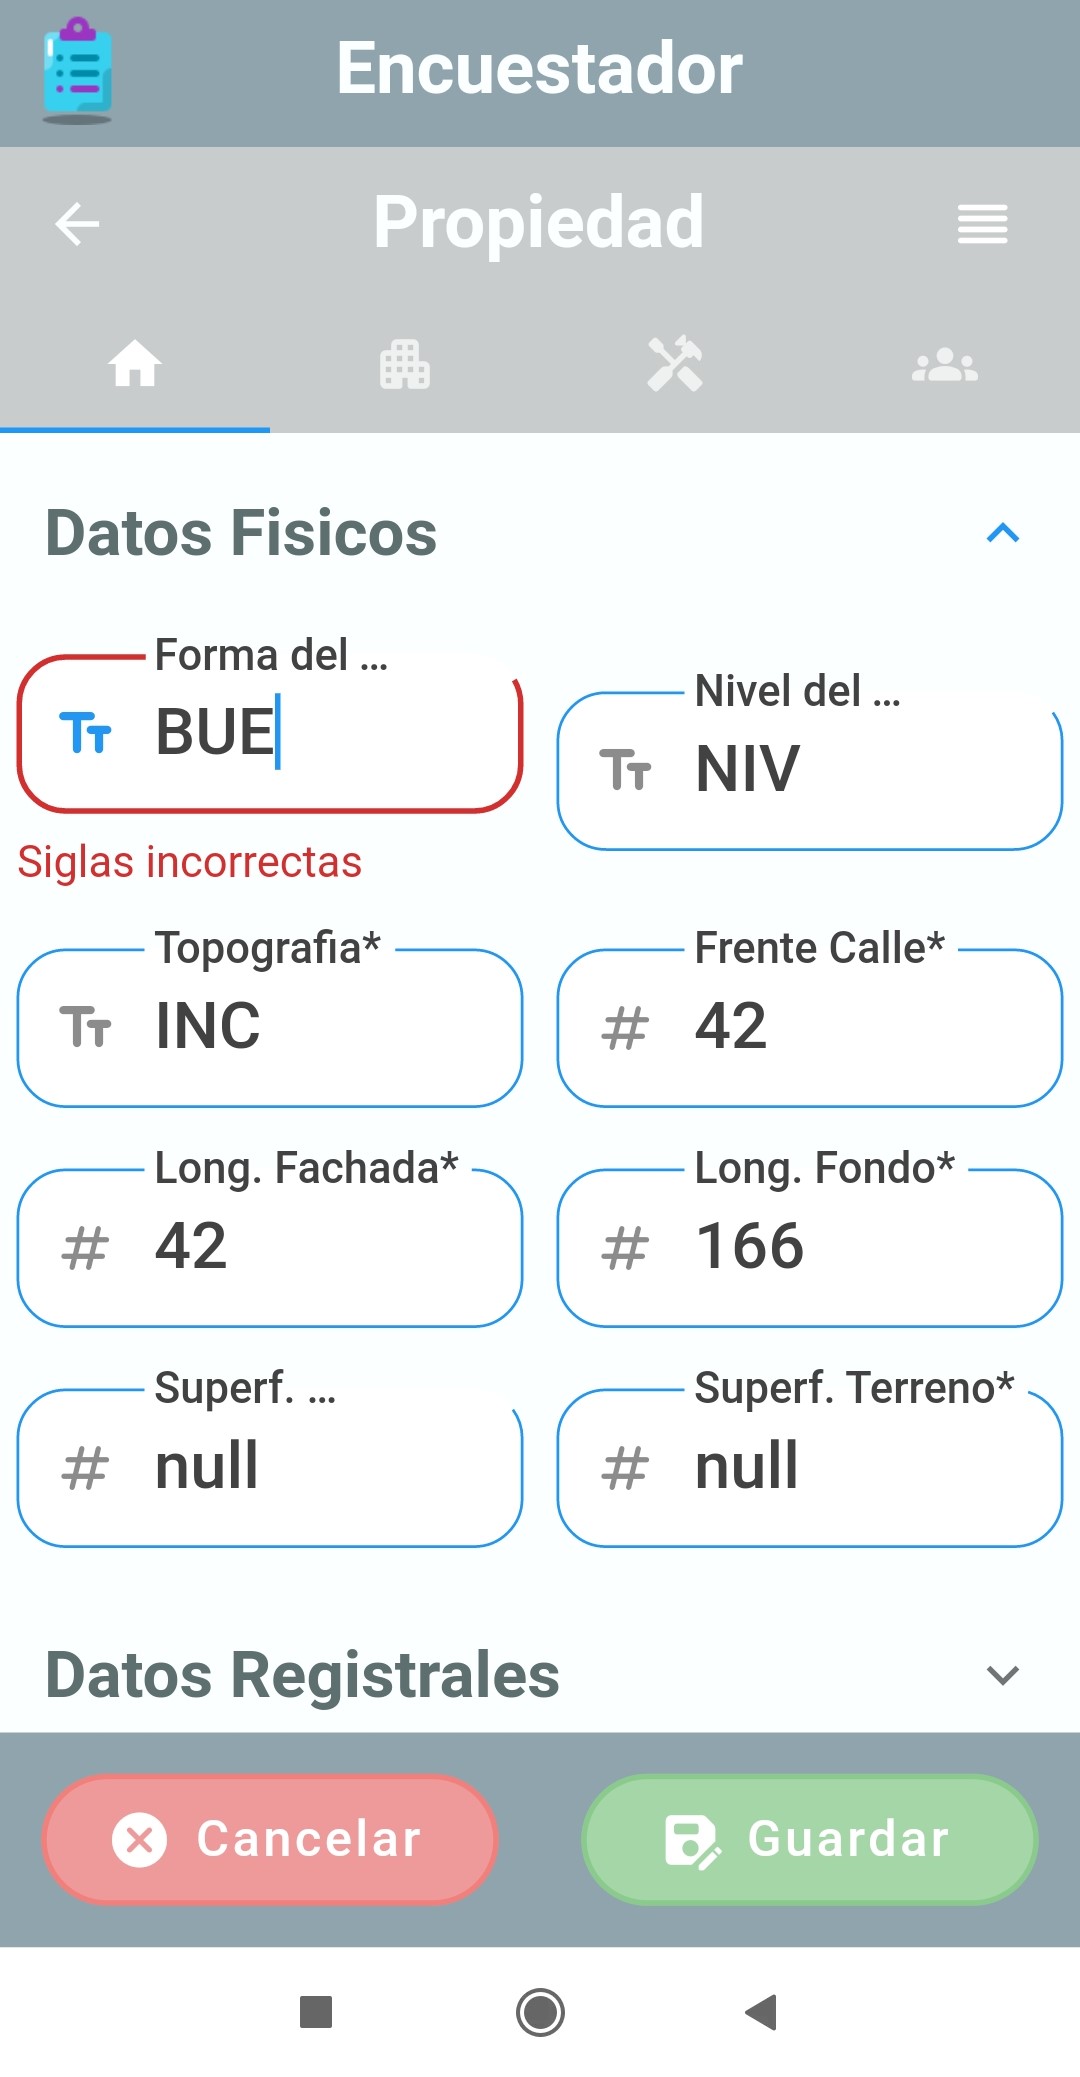 Encuestador
Propiedad
Datos Fisicos
Forma del ...
BUE
Siglas incorrectas
Nivel del ...
NIV
Topografia*
INC
Frente Calle*
42
Long. Fachada*
42
Long. Fondo*
166
Superf. ...
null
Superf. Terreno*
null
Datos Registrales
Cancelar
Guardar